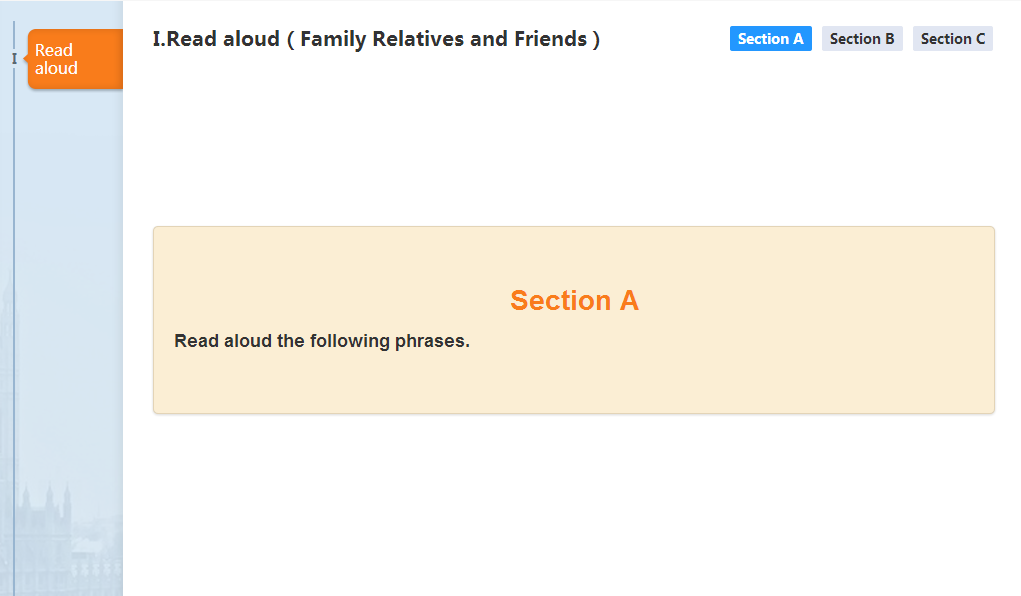 I
Read
aloud
I.Read aloud ( Family Relatives and Friends )
Section A
Section B
Section C
Section A
Read aloud the following phrases.